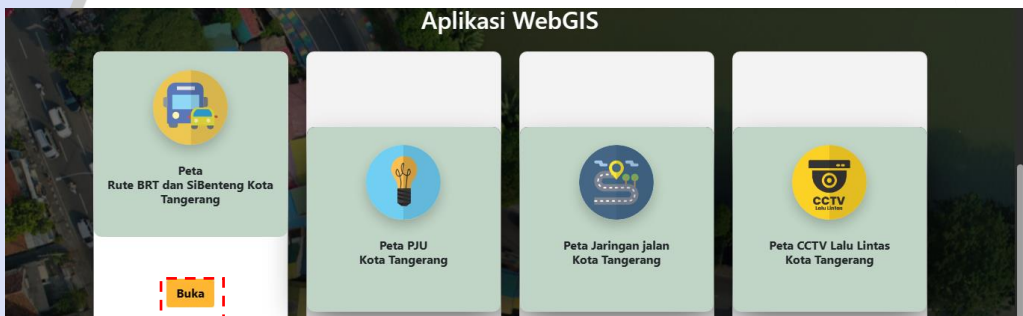 Aplikasi WebGIS
Peta
Rute BRT dan SiBenteng Kota
Tangerang
Buka
Peta PJU
Kota Tangerang
Peta Jaringan jalan
Kota Tangerang
CCTV
Lalu Lintas
Peta CCTV Lalu Lintas
Kota Tangerang